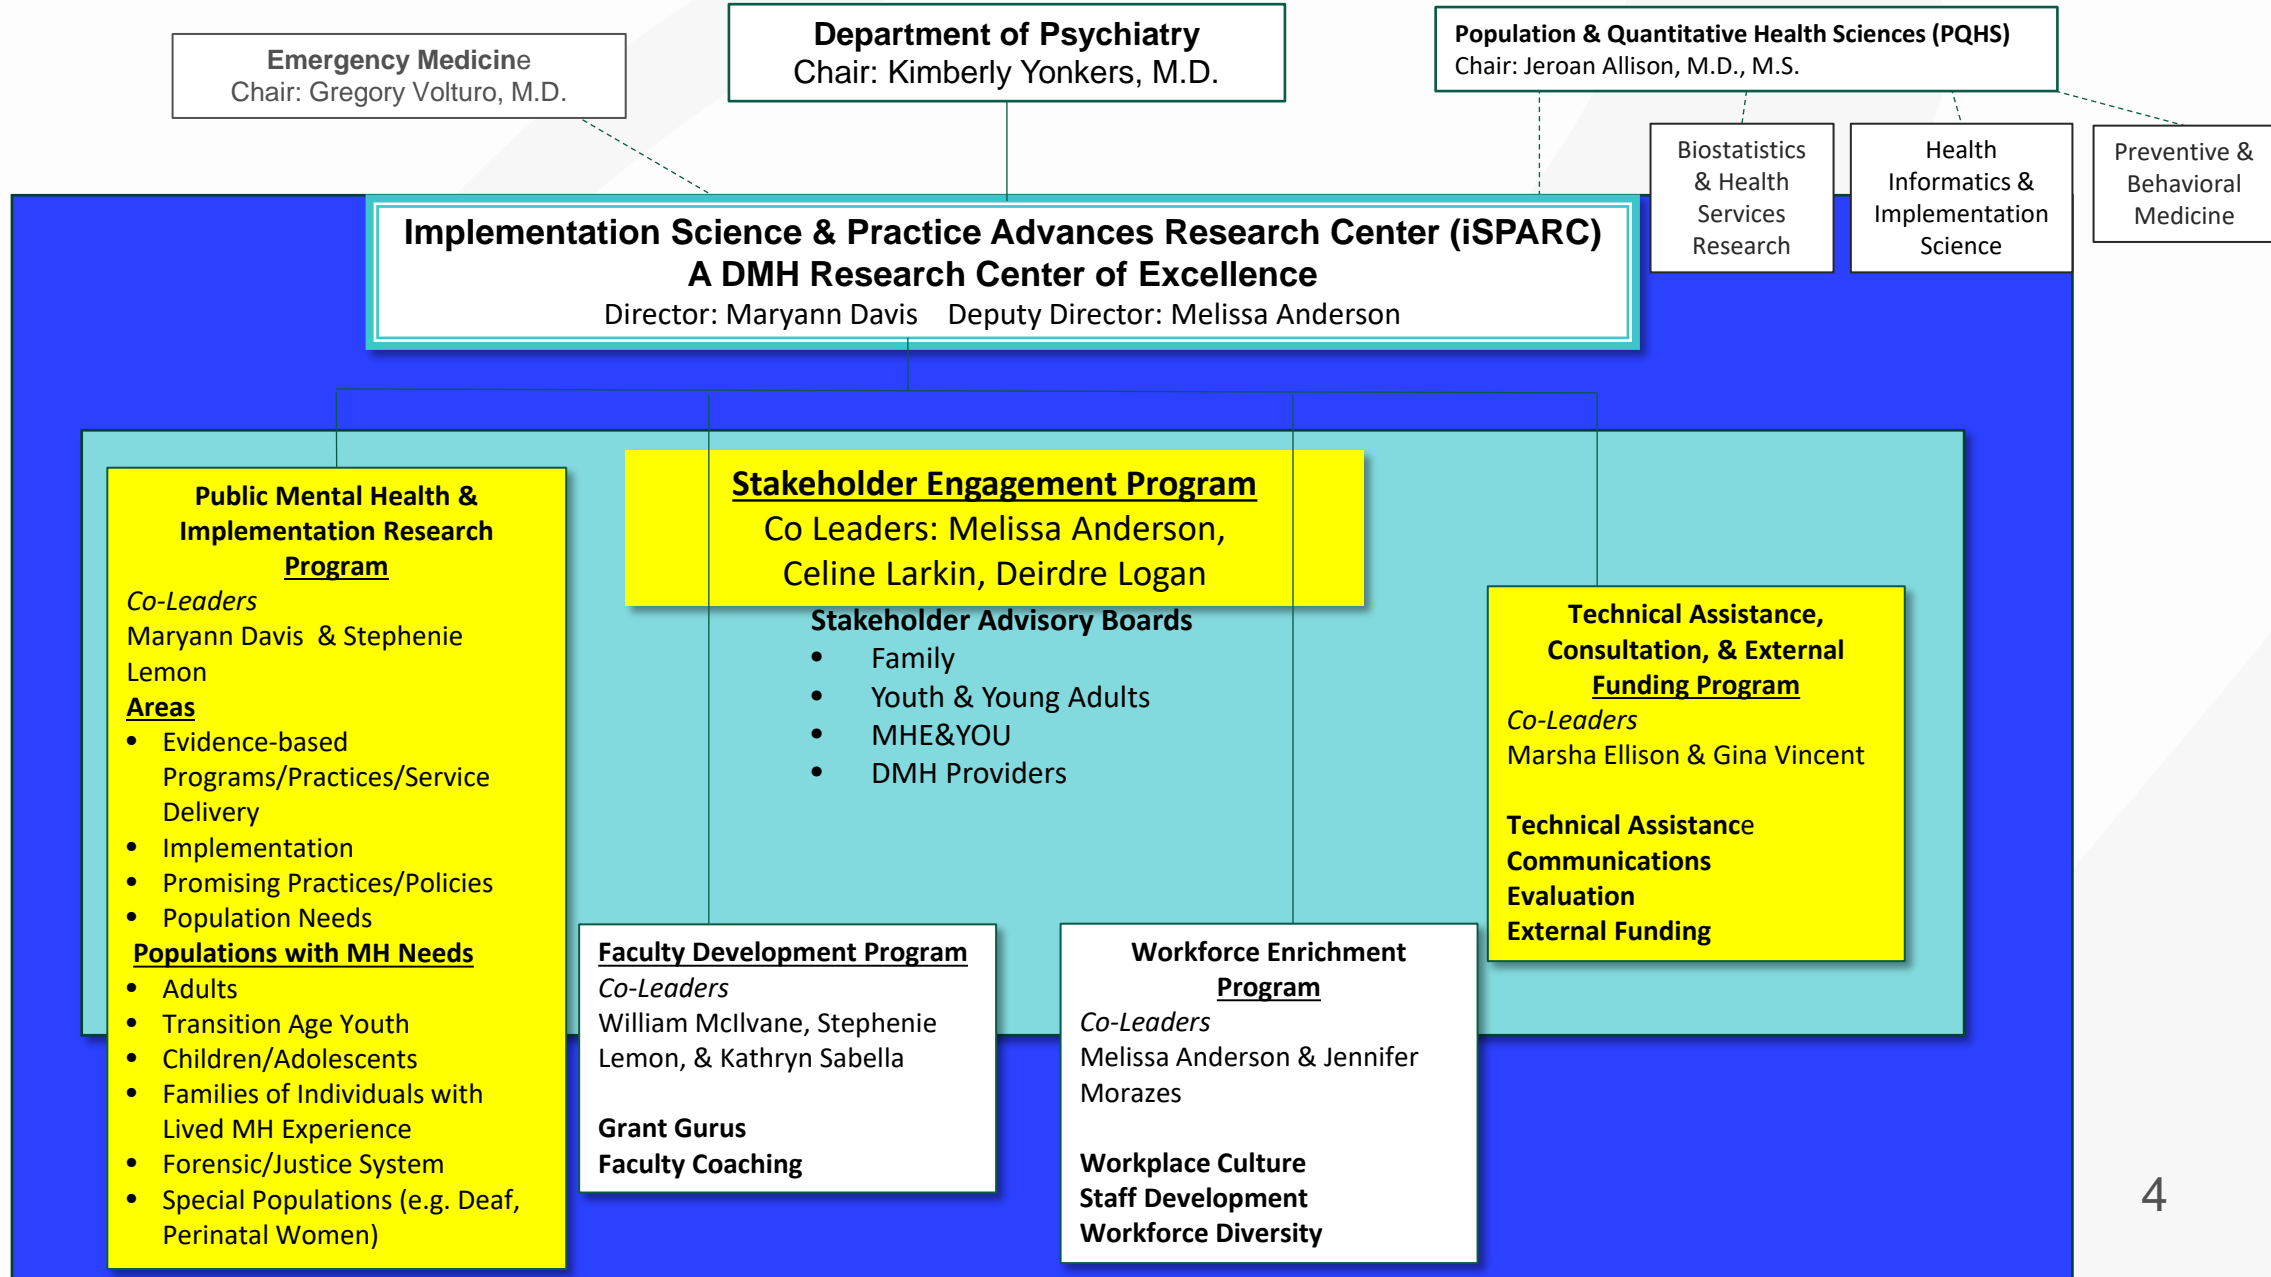 Emergency Medicine
Chair: Gregory Volturo, M.D.
Department of Psychiatry
Chair: Kimberly Yonkers, M.D.
Population & Quantitative Health Sciences (PQHS)
Chair: Jeroan Allison, M.D., M.S.
Biostatistics
& Health
Services
Research
Health
Informatics &
Implementation
Science
Preventive &
Behavioral
Medicine
Implementation Science & Practice Advances Research Center (iSPARC)
A DMH Research Center of Excellence
Director: Maryann Davis    Deputy Director: Melissa Anderson
Public Mental Health &
Implementation Research
Program
Co-Leaders
Maryann Davis  & Stephenie
Lemon
Areas
• Evidence-based
Programs/Practices/Service
Delivery
• Implementation
• Promising Practices/Policies
• Population Needs
Populations with MH Needs
• Adults
• Transition Age Youth
• Children/Adolescents
• Families of Individuals with
Lived MH Experience
• Forensic/Justice System
• Special Populations (e.g. Deaf,
Perinatal Women)
Stakeholder Engagement Program
Co Leaders: Melissa Anderson,
Celine Larkin, Deirdre Logan
Stakeholder Advisory Boards
• Family
• Youth & Young Adults
• MHE&YOU
• DMH Providers
Faculty Development Program
Co-Leaders
William McIlvane, Stephenie
Lemon, & Kathryn Sabella
Grant Gurus
Faculty Coaching
Workforce Enrichment
Program
Co-Leaders
Melissa Anderson & Jennifer
Morazes
Workplace Culture
Staff Development
Workforce Diversity
Technical Assistance,
Consultation, & External
Funding Program
Co-Leaders
Marsha Ellison & Gina Vincent
Technical Assistance
Communications
Evaluation
External Funding
4